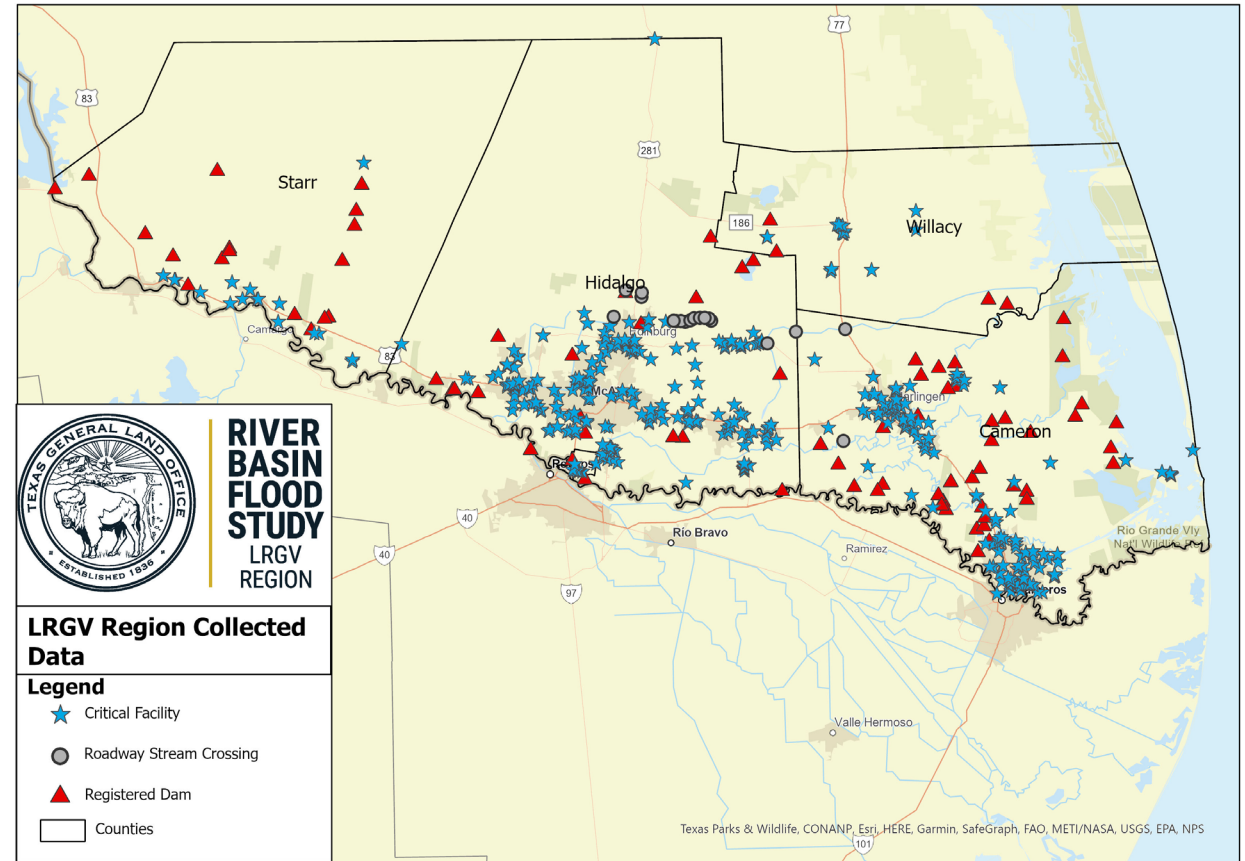 77
83
281
Starr
186
Willacy
Hidalgo
Camargo
83
Cameron
40
Río Bravo
40
Ramirez
Rio Grande Vly
97
Valle Hermoso
101
TEXAS GENERAL LAND OFFICE
ESTABLISHED 1836
RIVER
BASIN
FLOOD
STUDY
LRGV
REGION
LRGV Region Collected
Data
Legend
Critical Facility
Roadway Stream Crossing
Registered Dam
Counties
Texas Parks & Wildlife, CONANP, Esri, HERE, Garmin, SafeGraph, FAO, METI/NASA, USGS, EPA, NPS